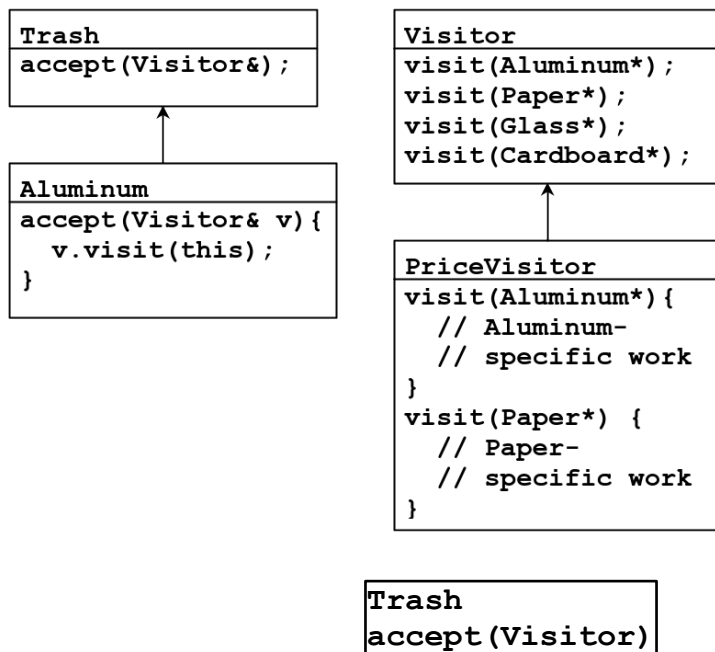 Trash
accept(Visitor&);
Aluminum
accept(Visitor& v){
v.visit(this);
}
Visitor
visit(Aluminum*);
visit(Paper*);
visit(Glass*);
visit(Cardboard*);
PriceVisitor
visit(Aluminum*){
// Aluminum-
// specific work
}
visit(Paper*) {
// Paper-
// specific work
}
Trash
accept(Visitor)